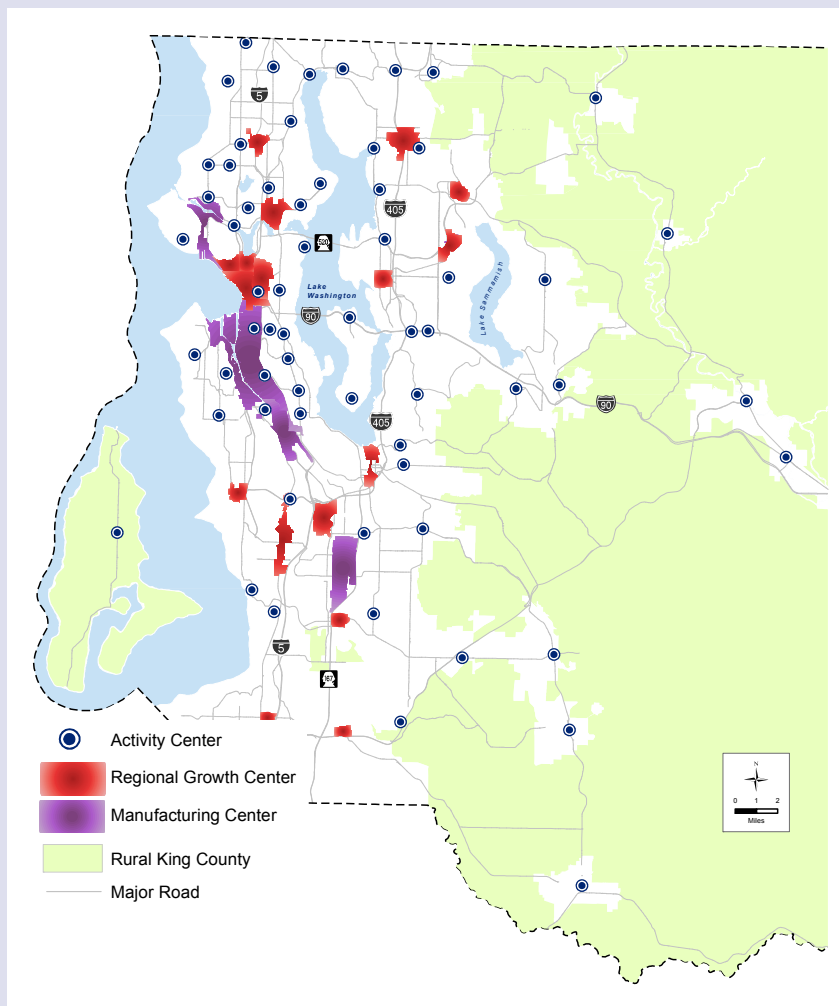 5
405
520
Lake
Washington
Lake Sammamish
90
405
90
5
167
Activity Center
Regional Growth Center
Manufacturing Center
Rural King County
Major Road
N
0 1 2
Miles